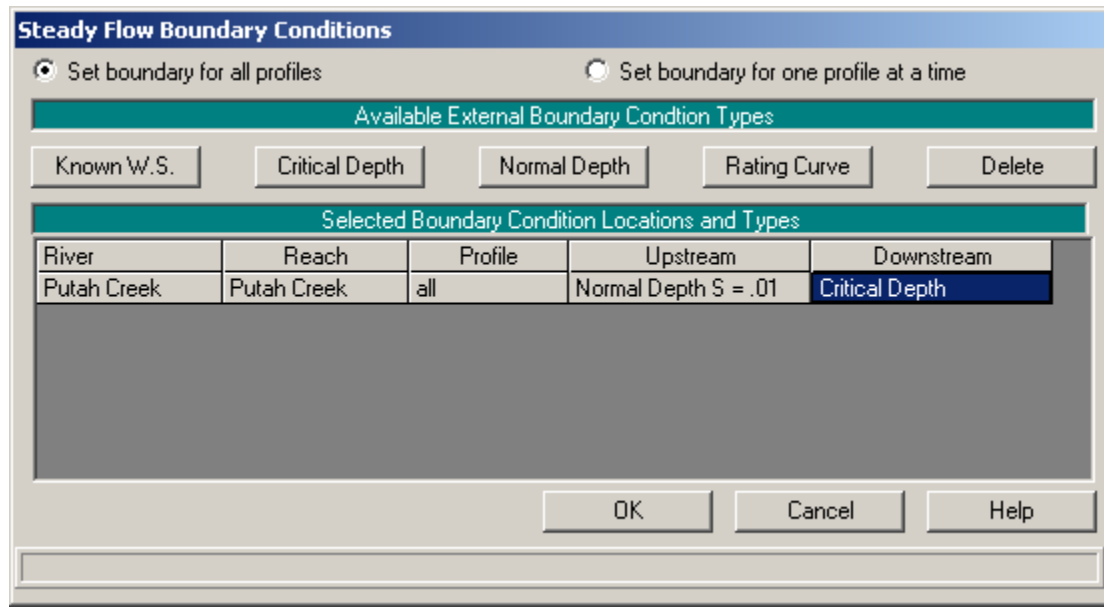 Steady Flow Boundary Conditions
Set boundary for all profiles Set boundary for one profile at a time
Available External Boundary Condtion Types
Known W.S. Critical Depth Normal Depth Rating Curve Delete
Selected Boundary Condition Locations and Types
River Reach Profile Upstream Downstream
Putah Creek Putah Creek all Normal Depth S = .01 Critical Depth
OK Cancel Help